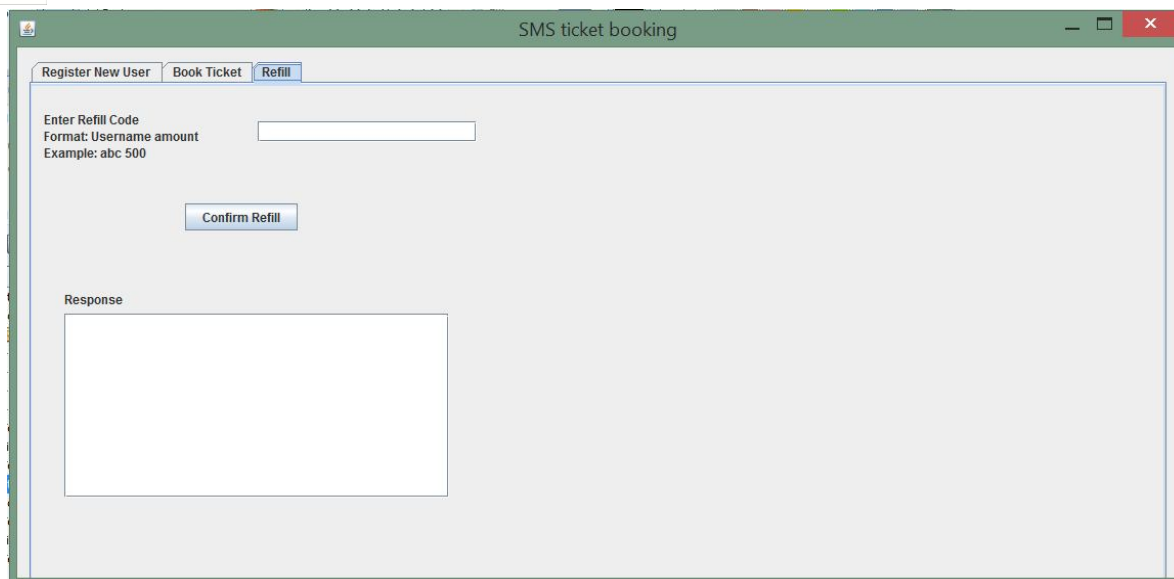 SMS ticket booking
Register New User Book Ticket Refill
Enter Refill Code
Format: Username amount
Example: abc 500
Confirm Refill
Response